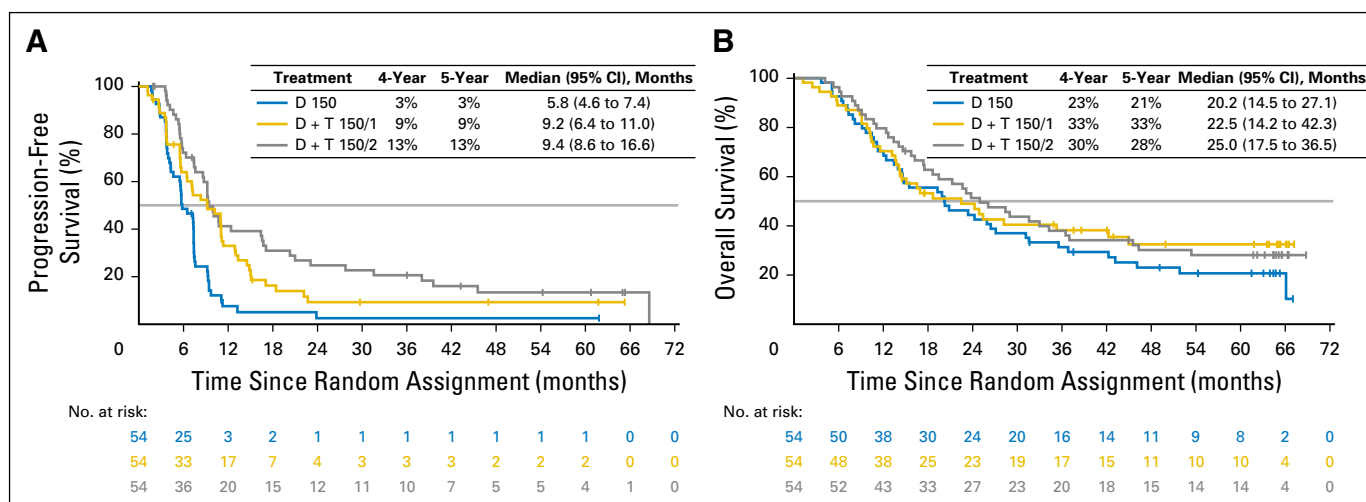 A
Treatment 4-Year 5-Year Median (95% CI), Months
D 150 3% 3% 5.8 (4.6 to 7.4)
D + T 150/1 9% 9% 9.2 (6.4 to 11.0)
D + T 150/2 13% 13% 9.4 (8.6 to 16.6)
Progression-Free
Survival (%)
100
80
60
40
20
0 6 12 18 24 30 36 42 48 54 60 66 72
Time Since Random Assignment (months)
No. at risk:
54 25 3 2 1 1 1 1 1 1 1 0 0
54 33 17 7 4 3 3 3 2 2 2 0 0
54 36 20 15 12 11 10 7 5 5 4 1 0
B
Treatment 4-Year 5-Year Median (95% CI), Months
D 150 23% 21% 20.2 (14.5 to 27.1)
D + T 150/1 33% 33% 22.5 (14.2 to 42.3)
D + T 150/2 30% 28% 25.0 (17.5 to 36.5)
Overall Survival (%)
100
80
60
40
20
0 6 12 18 24 30 36 42 48 54 60 66 72
Time Since Random Assignment (months)
No. at risk:
54 50 38 30 24 20 16 14 11 9 8 2 0
54 48 38 25 23 19 17 15 11 10 10 4 0
54 52 43 33 27 23 20 18 15 14 14 4 0